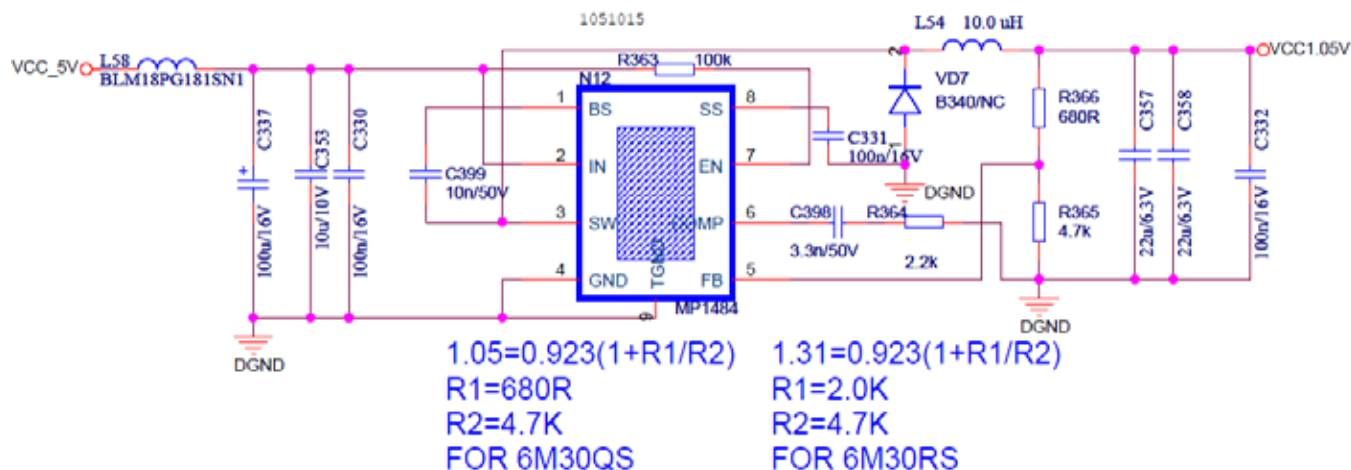 1051015
L54 10.0 uH
VCC_5V
L58
BLM18PG181SN1
R363 100k
VCC1.05V
N12
VD7
B340/NC
C337
100u/16V
C353
10u/10V
C330
100n/16V
C399
10n/50V
1 BS
2 IN
3 SW
4 GND
SS 8
EN 7
COMP 6
FB 5
TGND
9
MP1484
C331
100n/16V
2
1
DGND
C398
3.3n/50V
R364
2.2k
R366
680R
R365
4.7k
C357
22u/6.3V
C358
22u/6.3V
C332
100n/16V
DGND
DGND
1.05=0.923(1+R1/R2)
R1=680R
R2=4.7K
FOR 6M30QS
1.31=0.923(1+R1/R2)
R1=2.0K
R2=4.7K
FOR 6M30RS